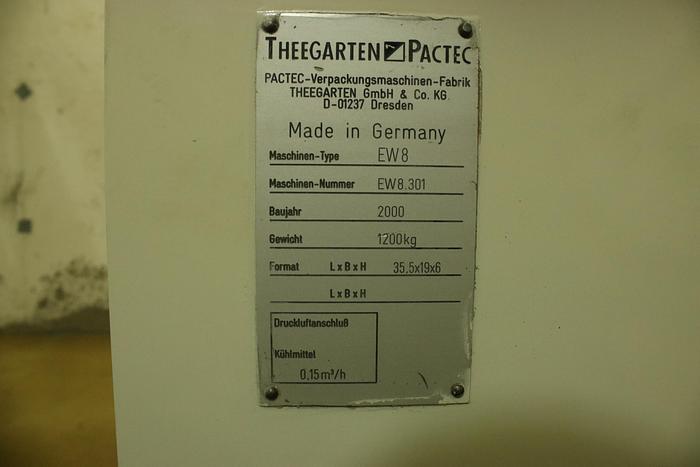 THEEGARTEN PACTEC
PACTEC-Verpackungsmaschinen-Fabrik
THEEGARTEN GmbH & Co. KG
D-01237 Dresden
Made in Germany
Maschinen-Type EW8
Maschinen-Nummer EW8.301
Baujahr 2000
Gewicht 1200kg
Format L x B x H 35,5x19x6
L x B x H
Druckluftanschluß
Kühlmittel
0,15m³/h